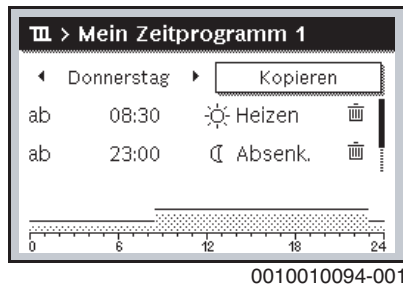 > Mein Zeitprogramm 1
Donnerstag Kopieren
ab 08:30 Heizen
ab 23:00 Absenk.
0 6 12 18 24
0010010094-001